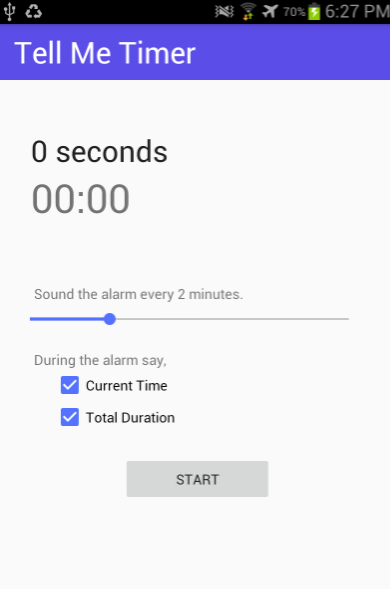 70% 6:27 PM
Tell Me Timer
0 seconds
00:00
Sound the alarm every 2 minutes.
During the alarm say,
Current Time
Total Duration
START